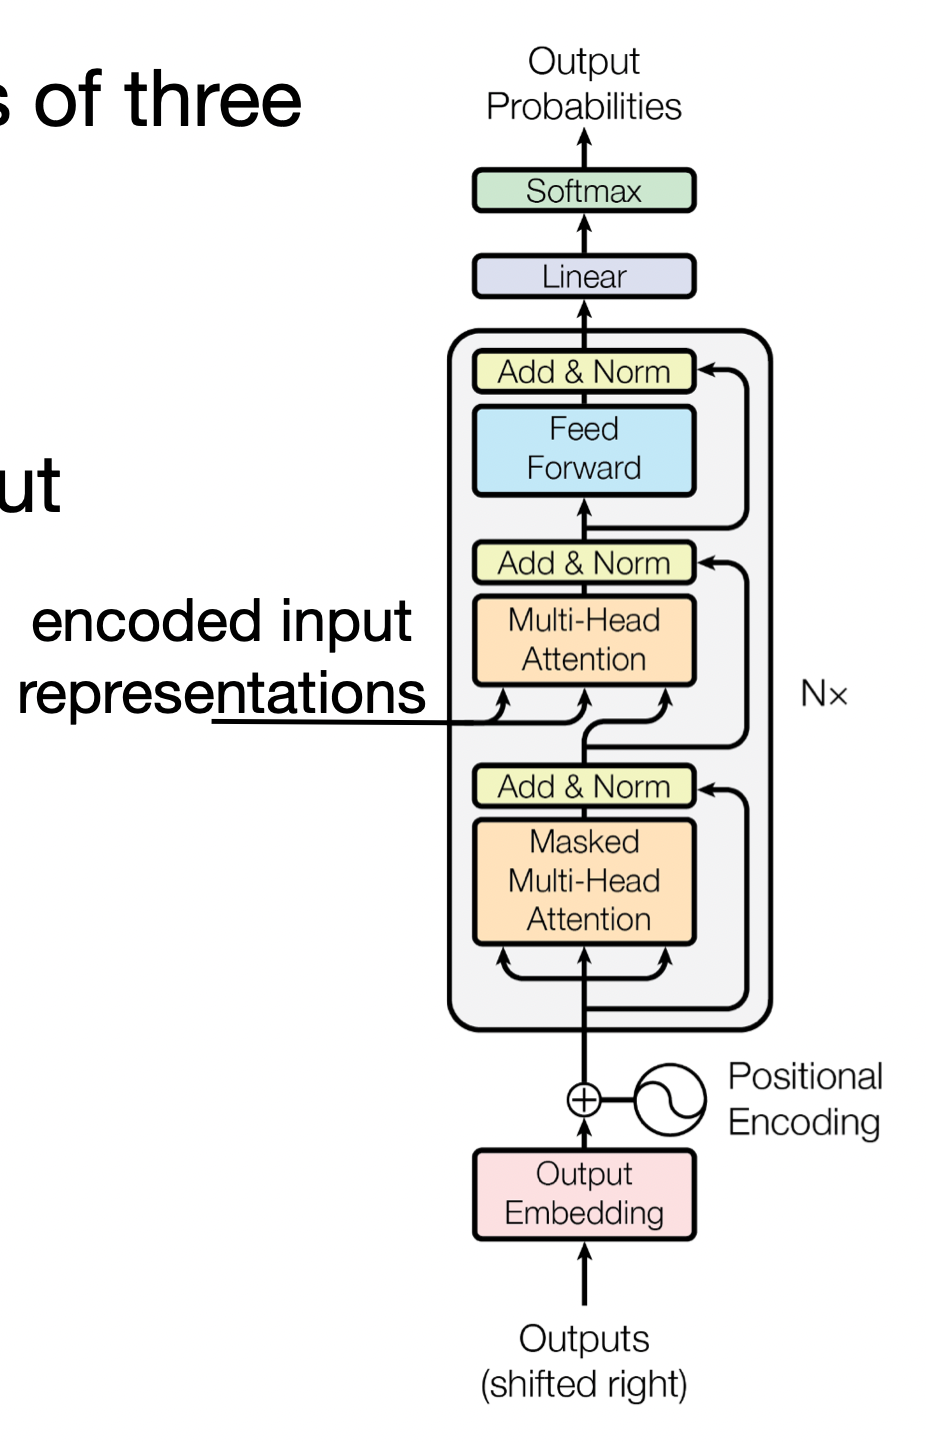 s of three
ut
encoded input
representations
Output
Probabilities
Softmax
Linear
Add & Norm
Feed
Forward
Add & Norm
Multi-Head
Attention
N×
Add & Norm
Masked
Multi-Head
Attention
Positional
Encoding
Output
Embedding
Outputs
(shifted right)